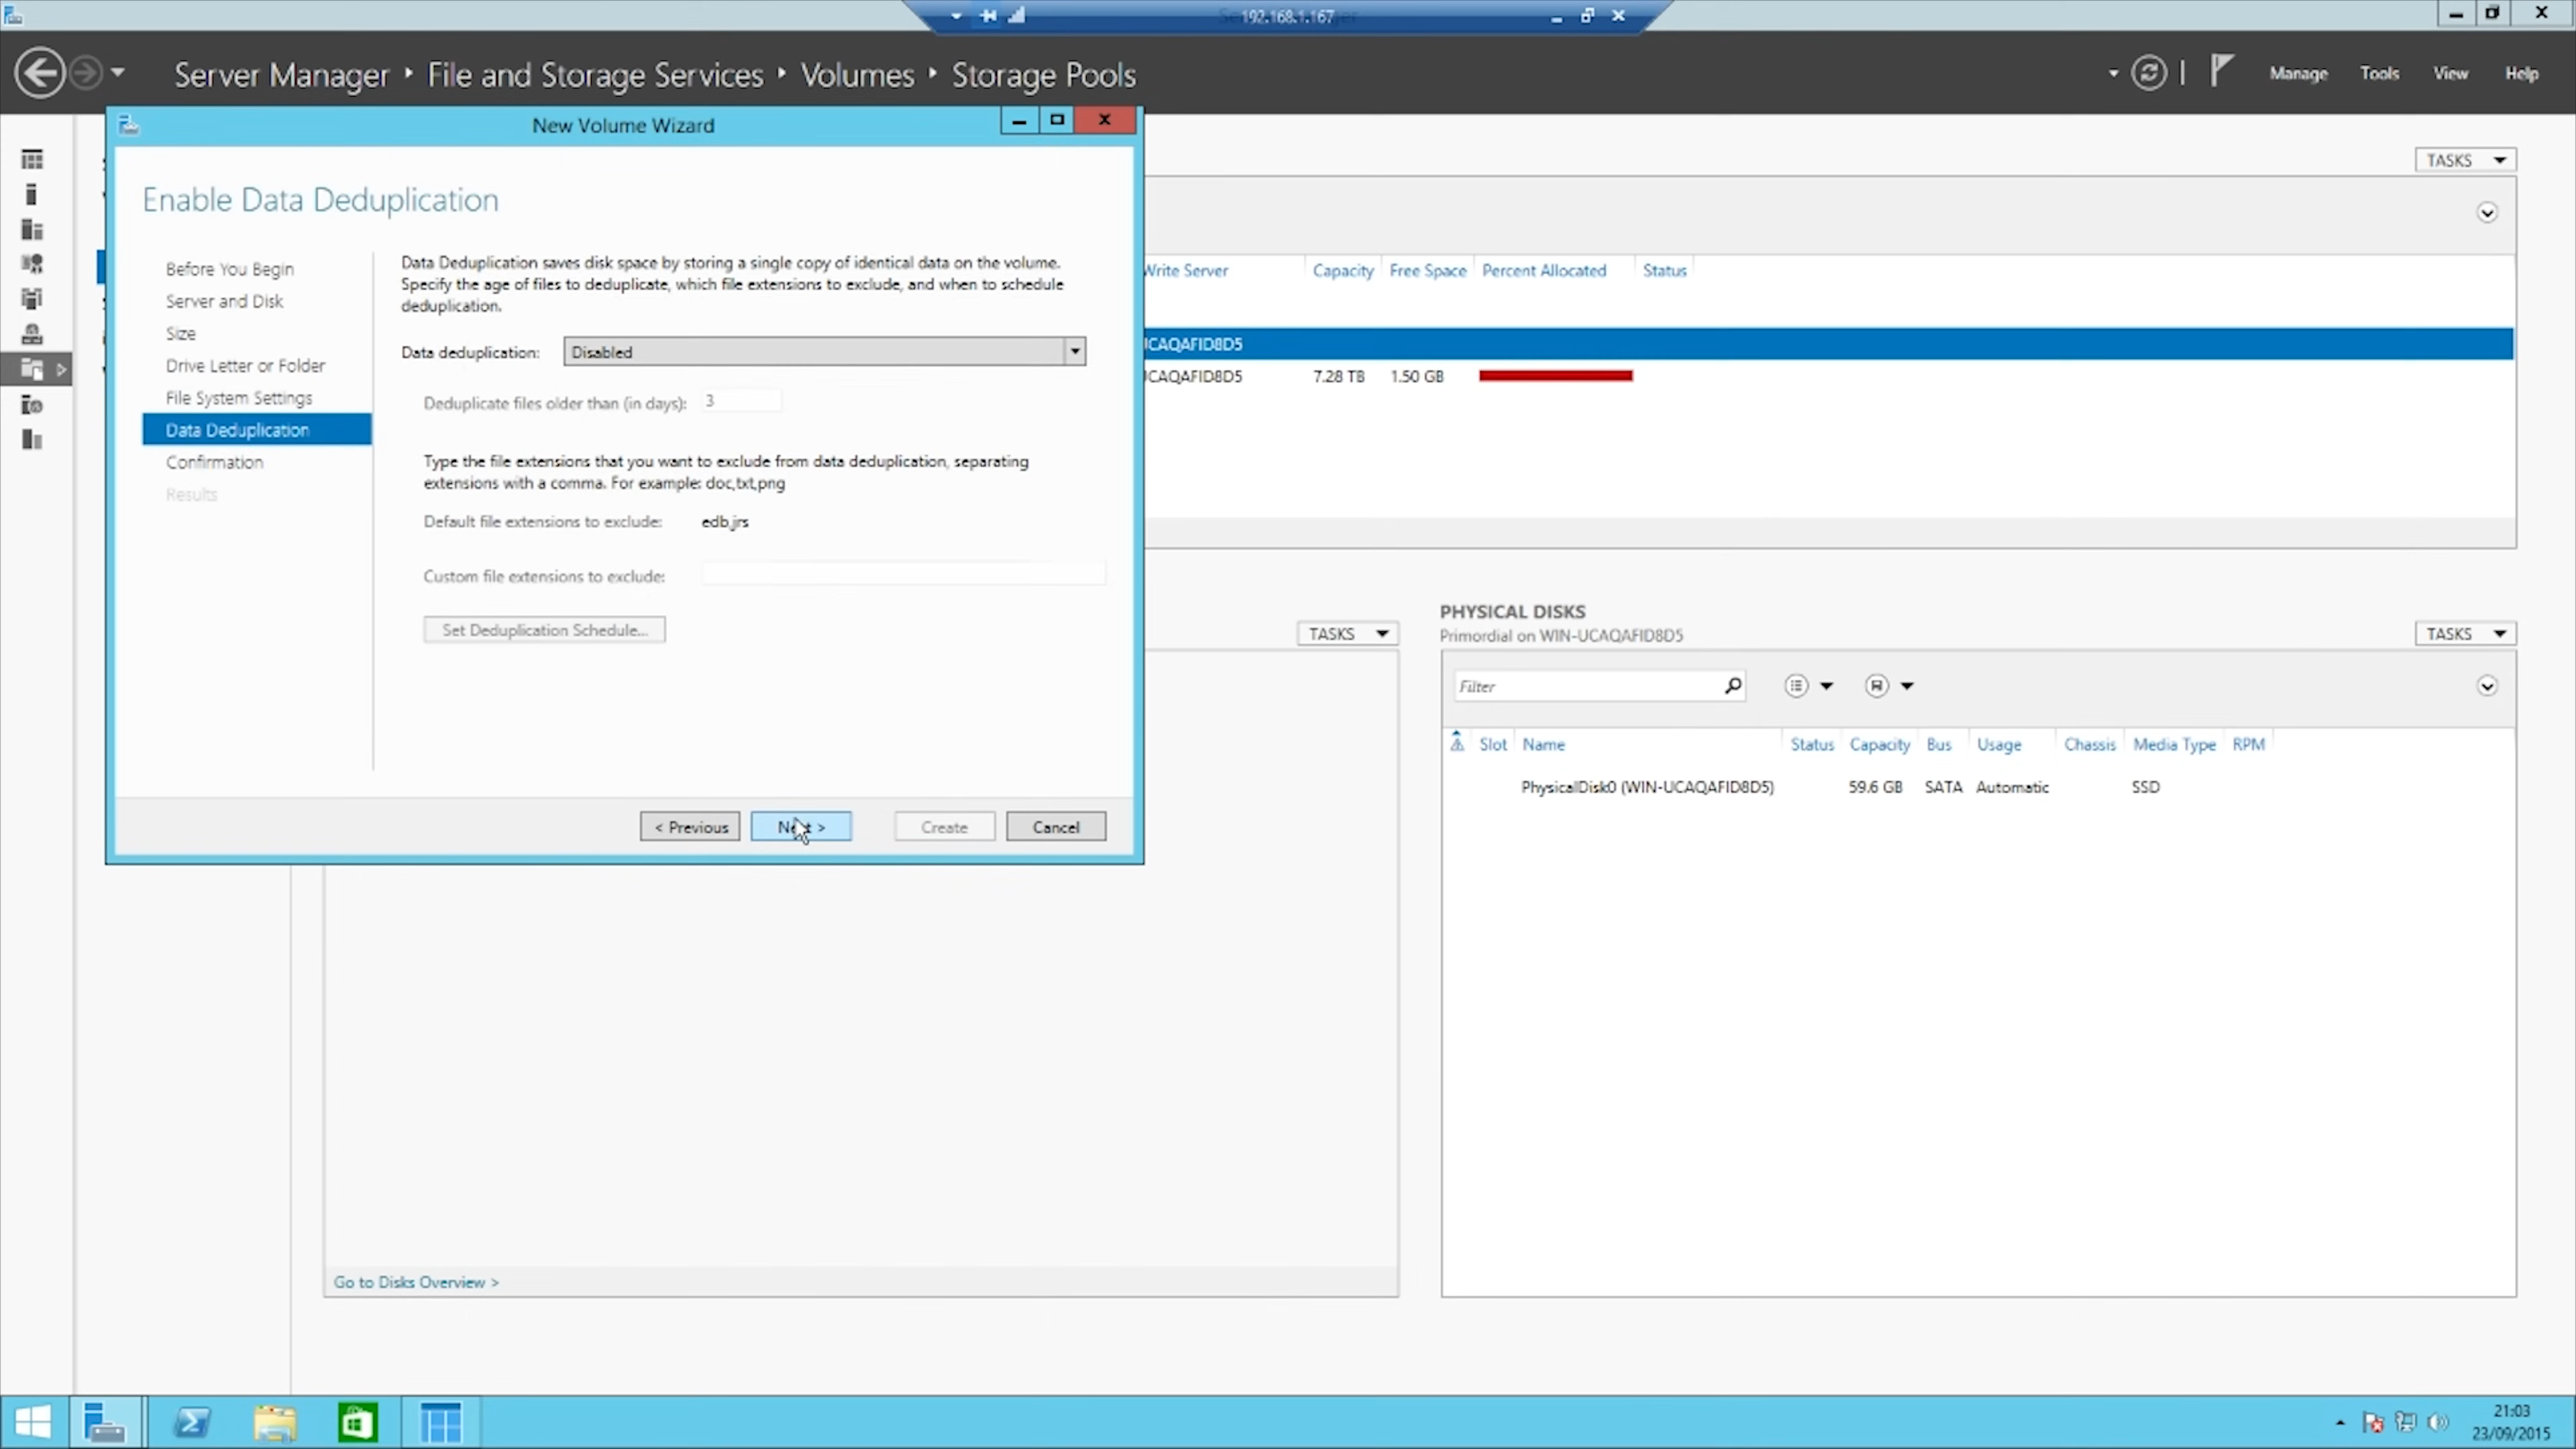 192.168.1.167
Server Manager ‣ File and Storage Services ‣ Volumes ‣ Storage Pools
Manage Tools View Help
New Volume Wizard
Enable Data Deduplication
Before You Begin
Server and Disk
Size
Drive Letter or Folder
File System Settings
Data Deduplication
Confirmation
Results
Data Deduplication saves disk space by storing a single copy of identical data on the volume.
Specify the age of files to deduplicate, which file extensions to exclude, and when to schedule
deduplication.
Data deduplication: Disabled
Deduplicate files older than (in days): 3
Type the file extensions that you want to exclude from data deduplication, separating
extensions with a comma. For example: doc,txt,png
Default file extensions to exclude: edb,jrs
Custom file extensions to exclude:
Set Deduplication Schedule...
< Previous Next > Create Cancel
TASKS
Write Server Capacity Free Space Percent Allocated Status
UCAQAFID8D5
UCAQAFID8D5 7.28 TB 1.50 GB
TASKS
Go to Disks Overview >
PHYSICAL DISKS
Primordial on WIN-UCAQAFID8D5
TASKS
Filter
Slot Name Status Capacity Bus Usage Chassis Media Type RPM
PhysicalDisk0 (WIN-UCAQAFID8D5) 59.6 GB SATA Automatic SSD
21:03
23/09/2015